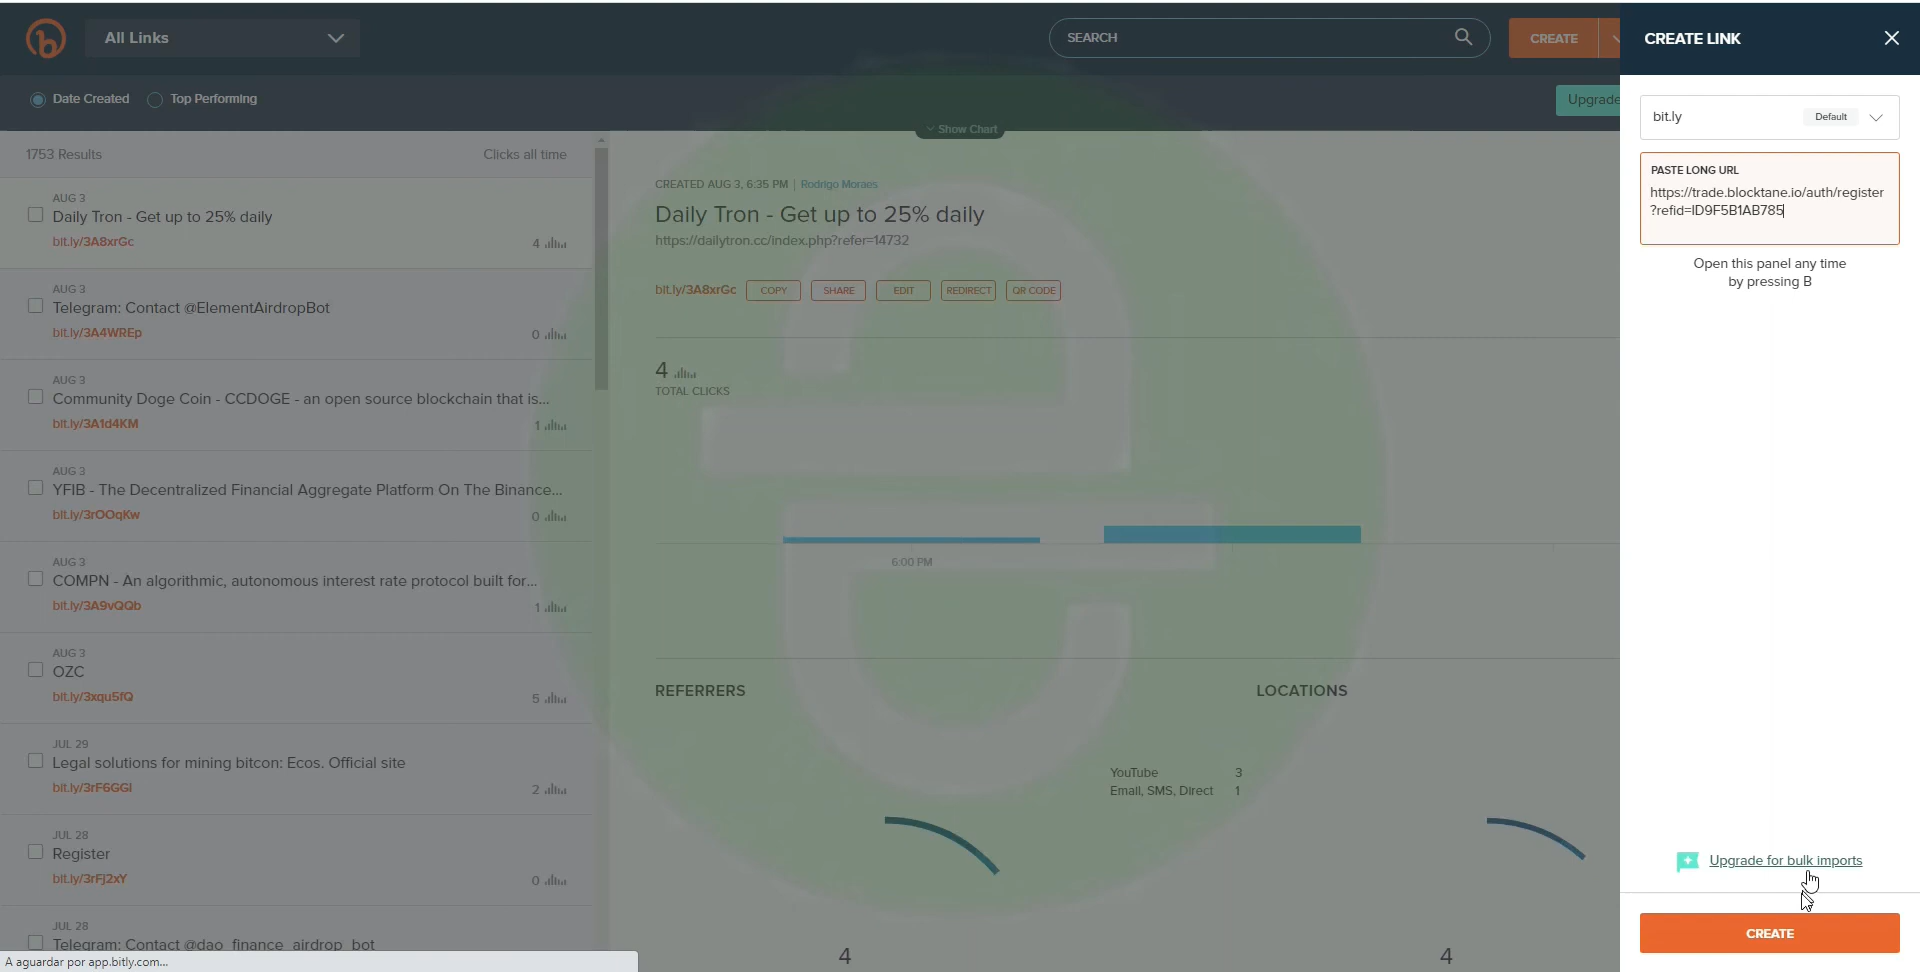 All Links
SEARCH
CREATE
CREATE LINK
Date Created
Top Performing
Upgrade
bit.ly
Default
Show Chart
1753 Results
Clicks all time
PASTE LONG URL
https://trade.blocktane.io/auth/register
?refid=ID9F5B1AB785
Open this panel any time
by pressing B
AUG 3
Daily Tron - Get up to 25% daily
bit.ly/3A8xrGc
4
AUG 3
Telegram: Contact @ElementAirdropBot
bit.ly/3A4WREp
0
AUG 3
Community Doge Coin - CCDOGE - an open source blockchain that is...
bit.ly/3A1d4KM
1
AUG 3
YFIB - The Decentralized Financial Aggregate Platform On The Binance...
bit.ly/3rOOqKw
0
AUG 3
COMPN - An algorithmic, autonomous interest rate protocol built for...
bit.ly/3A9vQQb
1
AUG 3
OZC
bit.ly/3xqu5fQ
5
JUL 29
Legal solutions for mining bitcon: Ecos. Official site
bit.ly/3rF6GGl
2
JUL 28
Register
bit.ly/3rFj2xY
0
JUL 28
Telegram: Contact @dao_finance_airdrop_bot
A aguardar por app.bitly.com...
CREATED AUG 3, 6:35 PM | Rodrigo Moraes
Daily Tron - Get up to 25% daily
https://dailytron.cc/index.php?refer=14732
bit.ly/3A8xrGc COPY SHARE EDIT REDIRECT QR CODE
4
TOTAL CLICKS
6:00 PM
REFERRERS
LOCATIONS
YouTube 3
Email, SMS, Direct 1
4
4
Upgrade for bulk imports
CREATE